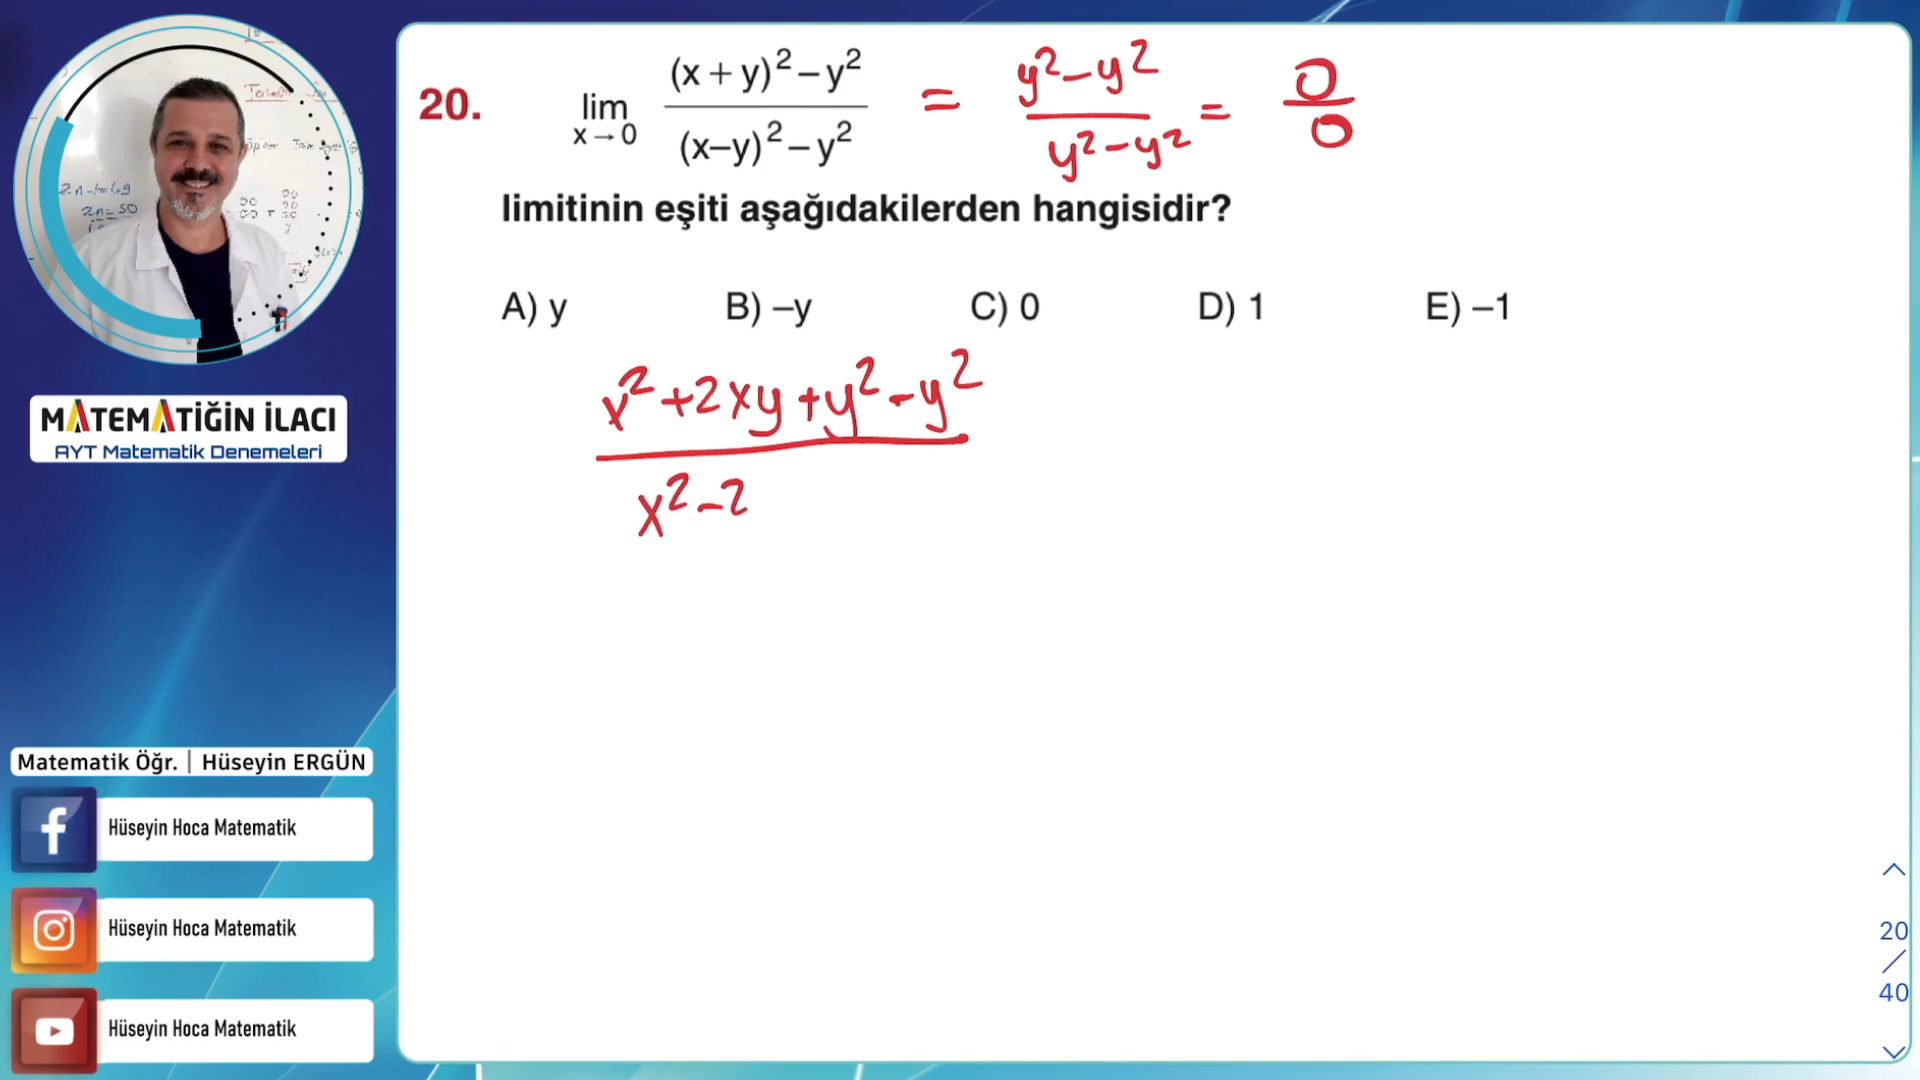 20. lim x→0 (x+y)²–y² / (x–y)²–y² = y²–y² / y²–y² = 0 / 0
limitinin eşiti aşağıdakilerden hangisidir?
A) y B) –y C) 0 D) 1 E) –1
x²+2xy+y²-y²
x²-2
MATEMATİĞİN İLACI
AYT Matematik Denemeleri
Matematik Öğr. | Hüseyin ERGÜN
Hüseyin Hoca Matematik
Hüseyin Hoca Matematik
Hüseyin Hoca Matematik
20
/
40